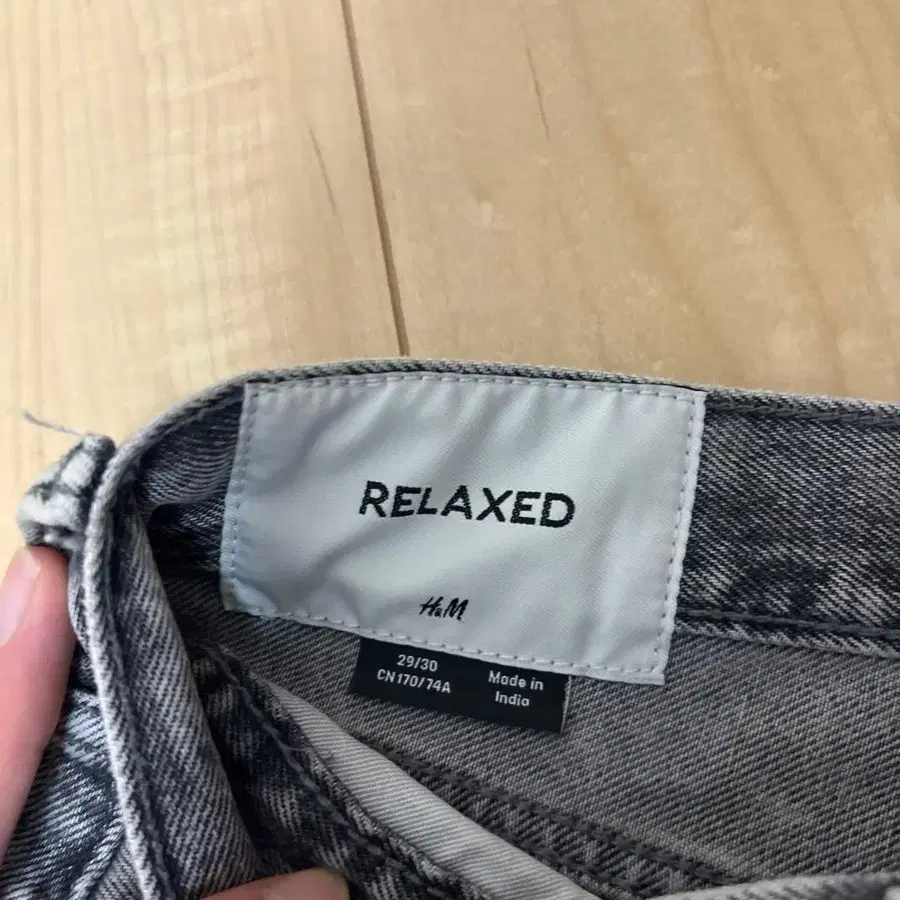 RELAXED
H&M
29/30
CN170/74A
Made in
India